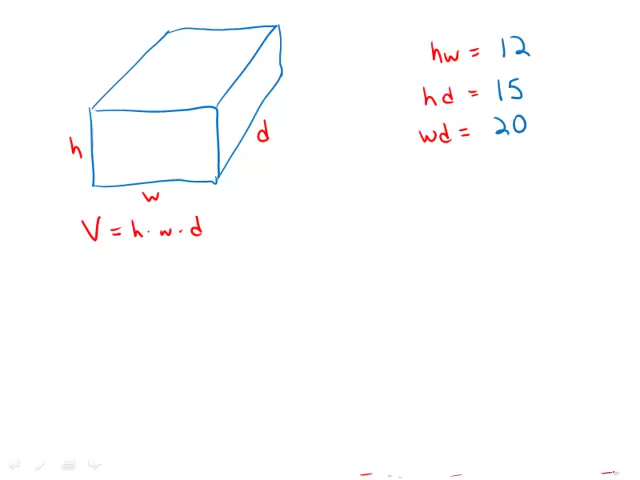 hw = 12
hd = 15
wd = 20
h
d
w
V = h · w · d